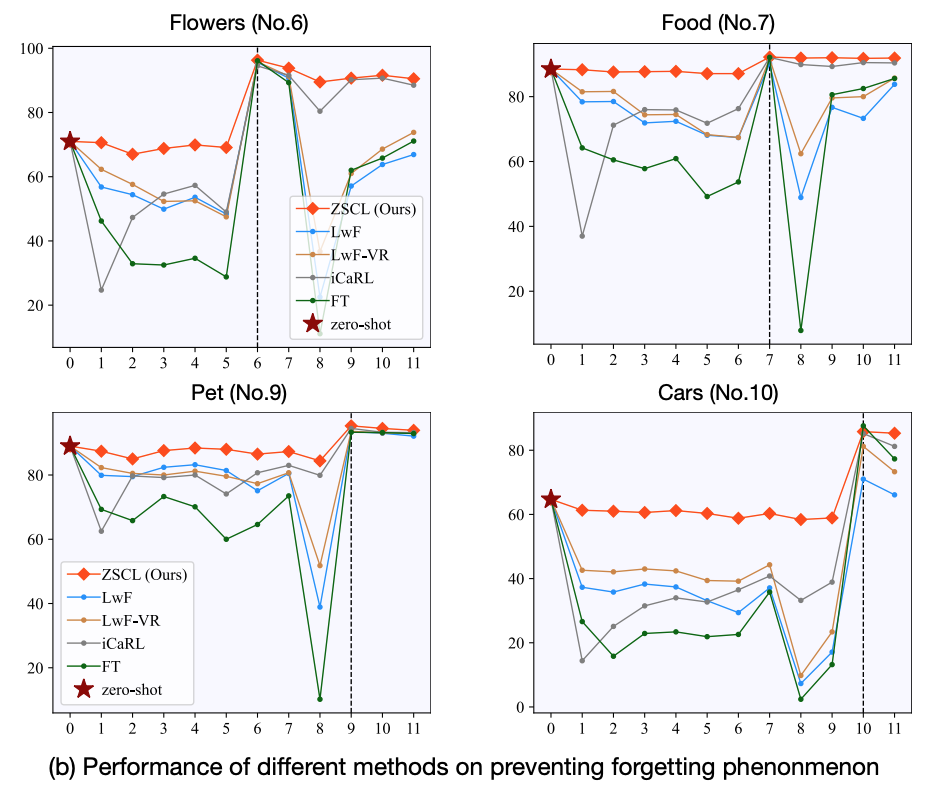 Flowers (No.6)
100
80
60
40
20
0 1 2 3 4 5 6 7 8 9 10 11
ZSCL (Ours)
LwF
LwF-VR
iCaRL
FT
zero-shot
Food (No.7)
80
60
40
20
0 1 2 3 4 5 6 7 8 9 10 11
Pet (No.9)
80
60
40
20
0 1 2 3 4 5 6 7 8 9 10 11
ZSCL (Ours)
LwF
LwF-VR
iCaRL
FT
zero-shot
Cars (No.10)
80
60
40
20
0
0 1 2 3 4 5 6 7 8 9 10 11
(b) Performance of different methods on preventing forgetting phenonmenon